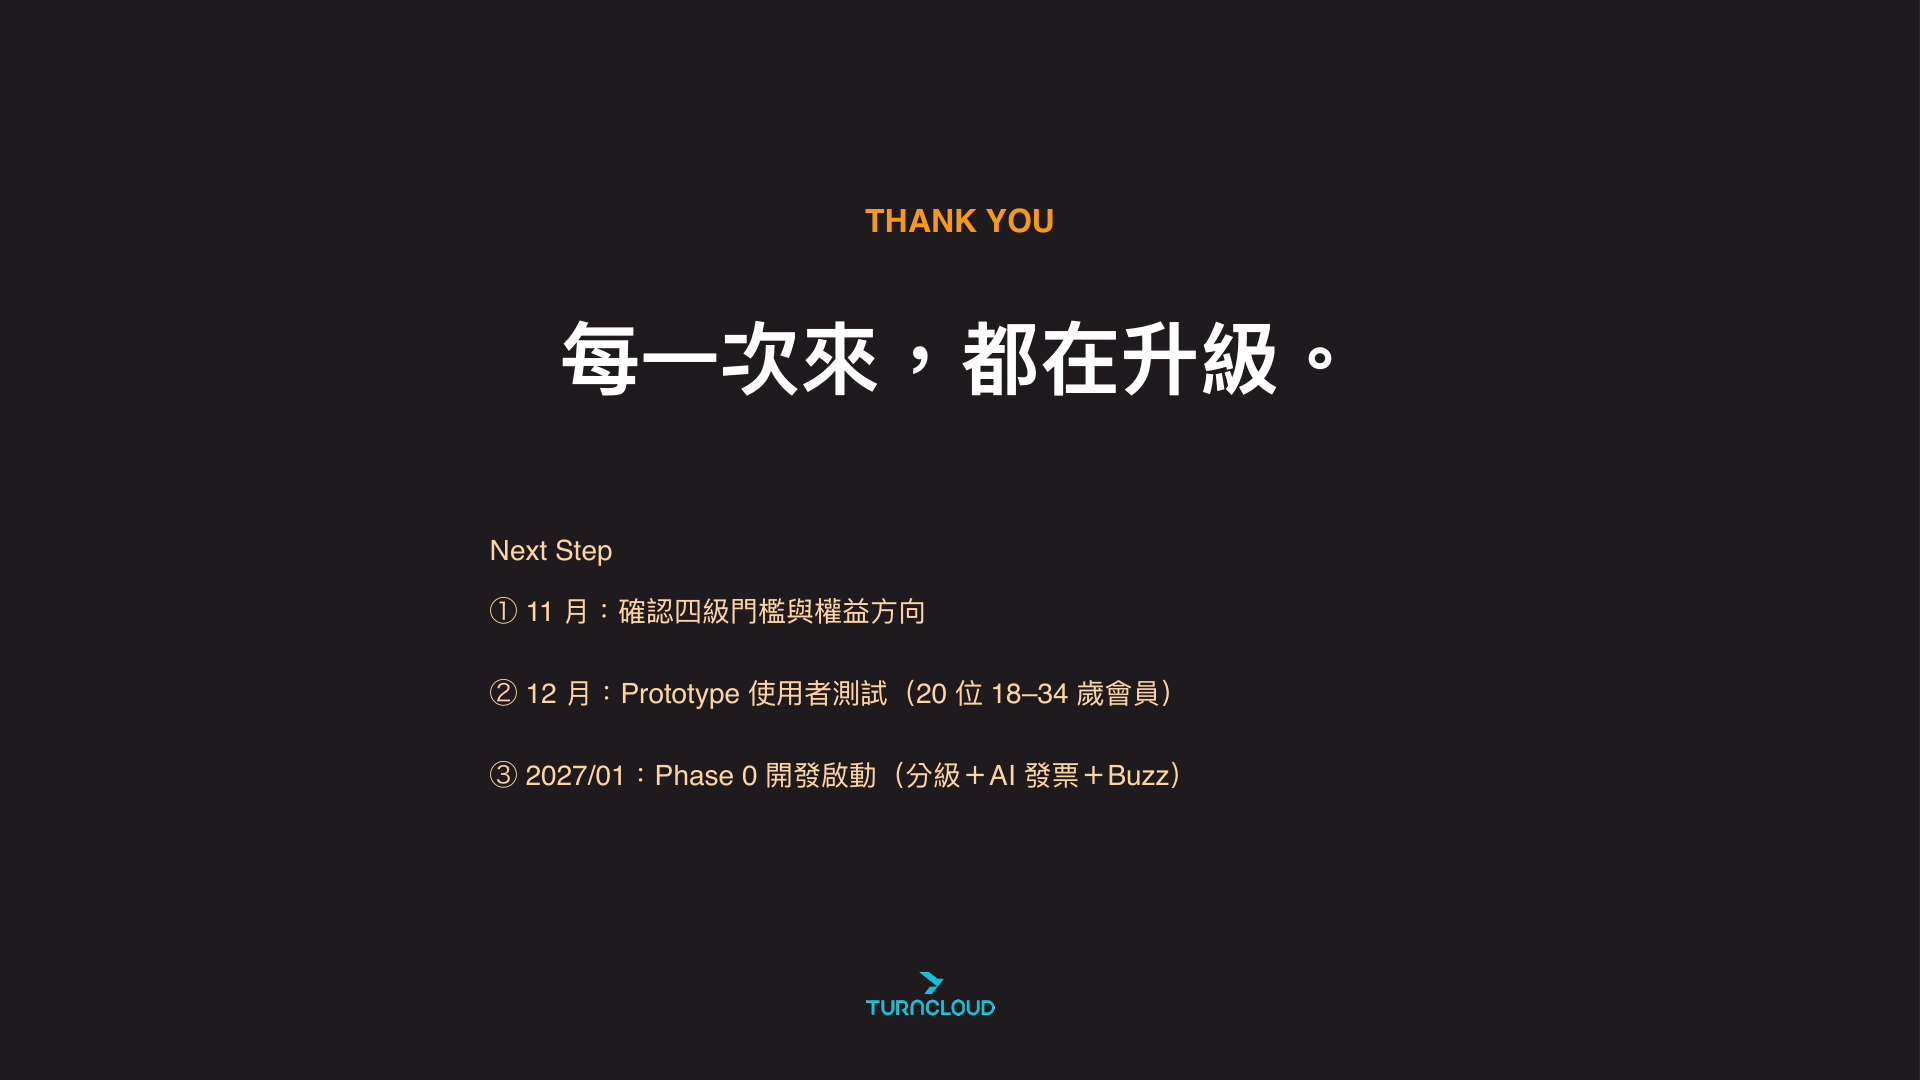 THANK YOU
每一次來，都在升級。
Next Step
① 11 月：確認四級門檻與權益方向
② 12 月：Prototype 使用者測試（20 位 18–34 歲會員）
③ 2027/01：Phase 0 開發啟動（分級＋AI 發票＋Buzz）
TURNCLOUD